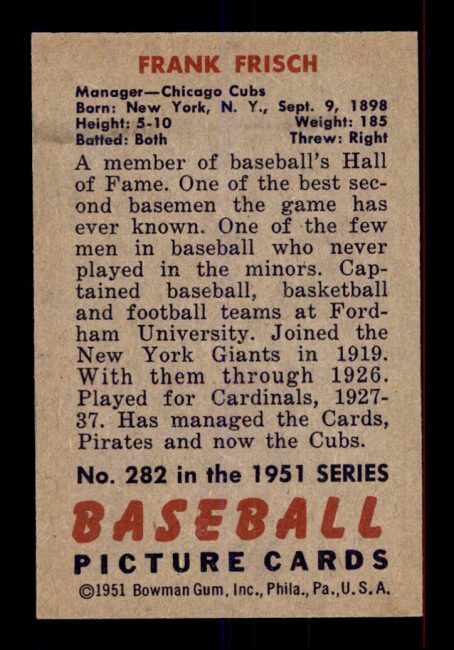 FRANK FRISCH
Manager—Chicago Cubs
Born: New York, N. Y., Sept. 9, 1898
Height: 5-10 Weight: 185
Batted: Both Threw: Right
A member of baseball's Hall
of Fame. One of the best sec-
ond basemen the game has
ever known. One of the few
men in baseball who never
played in the minors. Cap-
tained baseball, basketball
and football teams at Ford-
ham University. Joined the
New York Giants in 1919.
With them through 1926.
Played for Cardinals, 1927-
37. Has managed the Cards,
Pirates and now the Cubs.
No. 282 in the 1951 SERIES
BASEBALL
PICTURE CARDS
©1951 Bowman Gum, Inc., Phila., Pa., U.S.A.